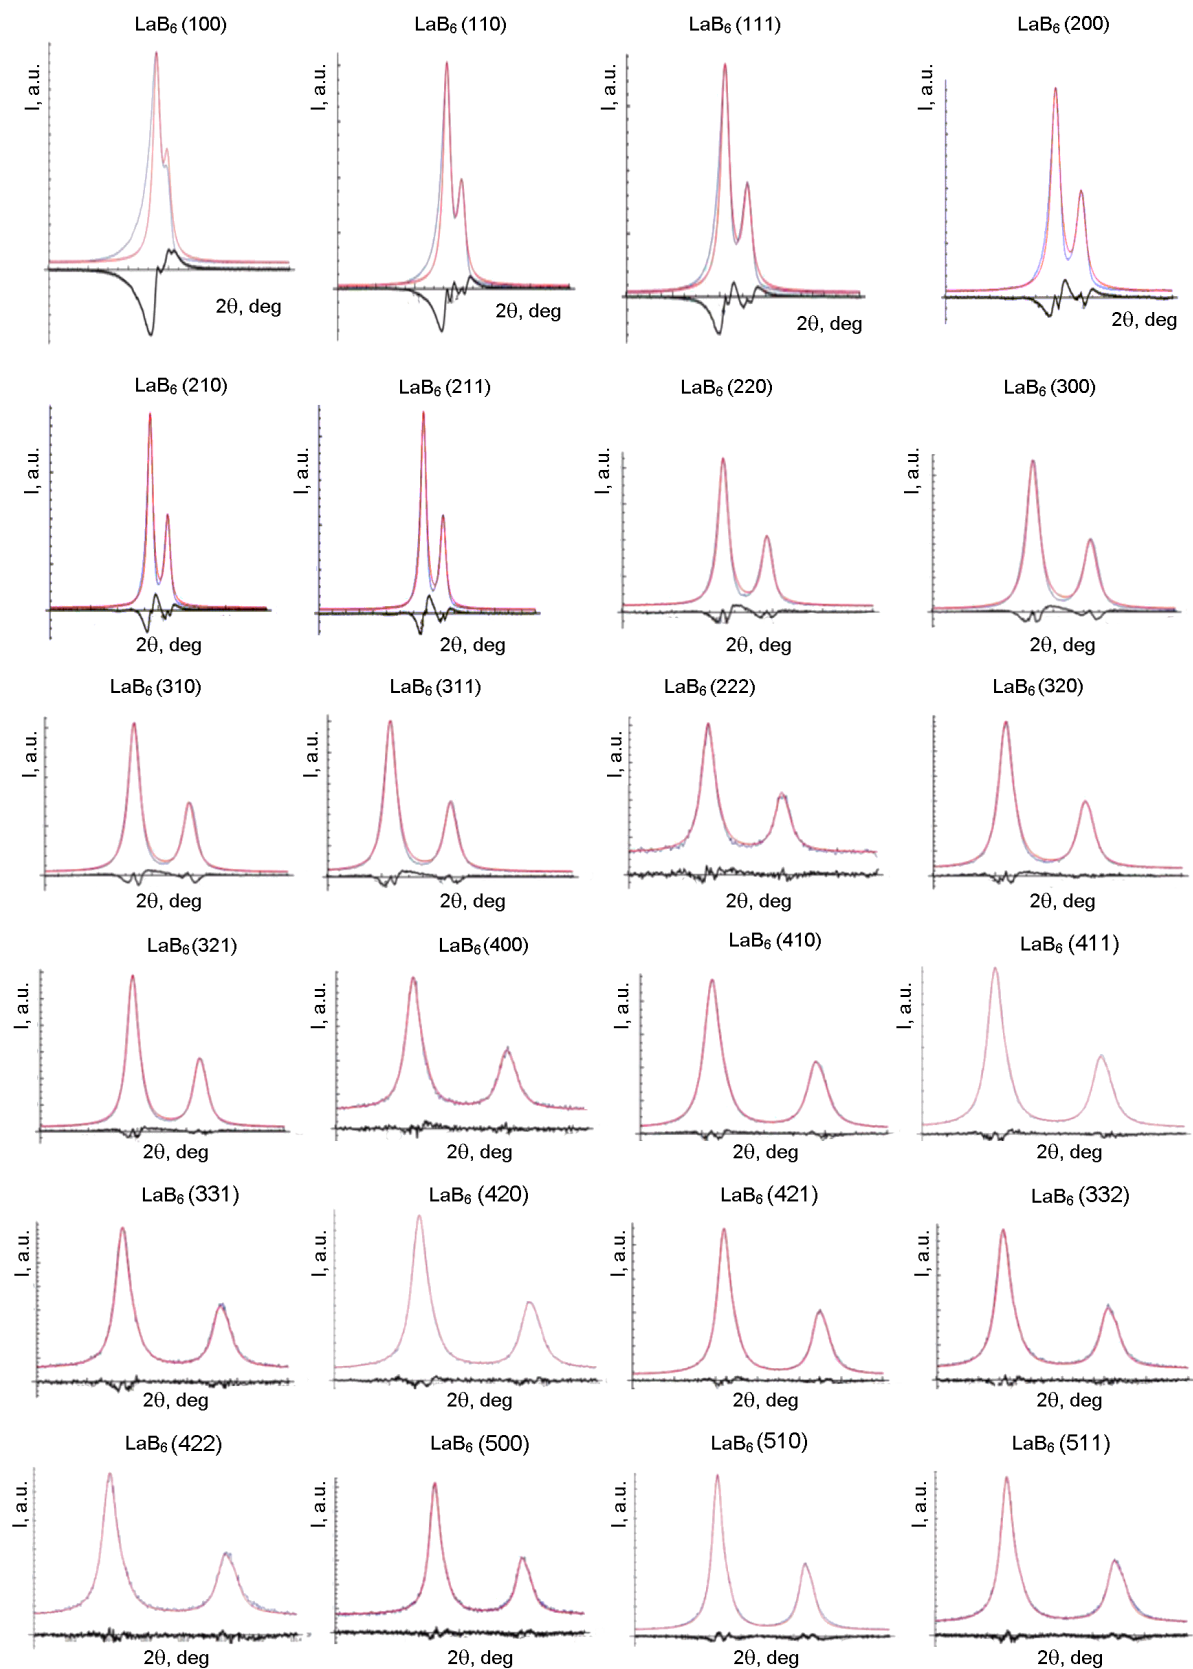 LaB6 (100)
LaB6 (110)
LaB6 (111)
LaB6 (200)
I, a.u.
I, a.u.
I, a.u.
I, a.u.
2θ, deg
2θ, deg
2θ, deg
2θ, deg
LaB6 (210)
LaB6 (211)
LaB6 (220)
LaB6 (300)
I, a.u.
I, a.u.
I, a.u.
I, a.u.
2θ, deg
2θ, deg
2θ, deg
2θ, deg
LaB6 (310)
LaB6 (311)
LaB6 (222)
LaB6 (320)
I, a.u.
I, a.u.
I, a.u.
I, a.u.
2θ, deg
2θ, deg
2θ, deg
2θ, deg
LaB6 (321)
LaB6 (400)
LaB6 (410)
LaB6 (411)
I, a.u.
I, a.u.
I, a.u.
I, a.u.
2θ, deg
2θ, deg
2θ, deg
2θ, deg
LaB6 (331)
LaB6 (420)
LaB6 (421)
LaB6 (332)
I, a.u.
I, a.u.
I, a.u.
I, a.u.
2θ, deg
2θ, deg
2θ, deg
2θ, deg
LaB6 (422)
LaB6 (500)
LaB6 (510)
LaB6 (511)
I, a.u.
I, a.u.
I, a.u.
I, a.u.
2θ, deg
2θ, deg
2θ, deg
2θ, deg